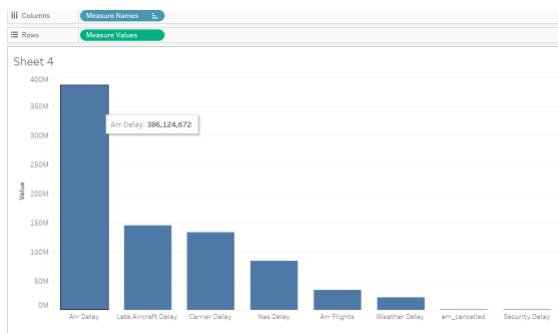 Columns
Measure Names
Rows
Measure Values
Sheet 4
400M
350M
300M
250M
200M
150M
100M
50M
0M
Value
Arr Delay: 386,124,672
Arr Delay Late Aircraft Delay Carrier Delay Nas Delay Arr Flights Weather Delay arr_cancelled Security Delay